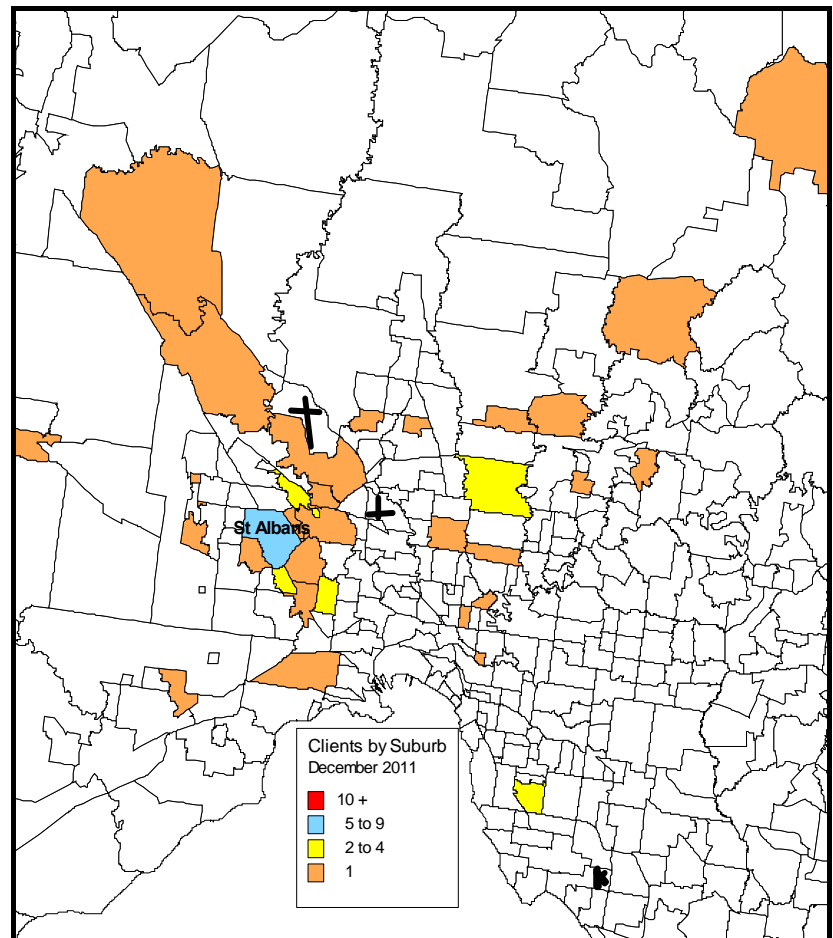 St Albans
Clients by Suburb
December 2011
10 +
5 to 9
2 to 4
1